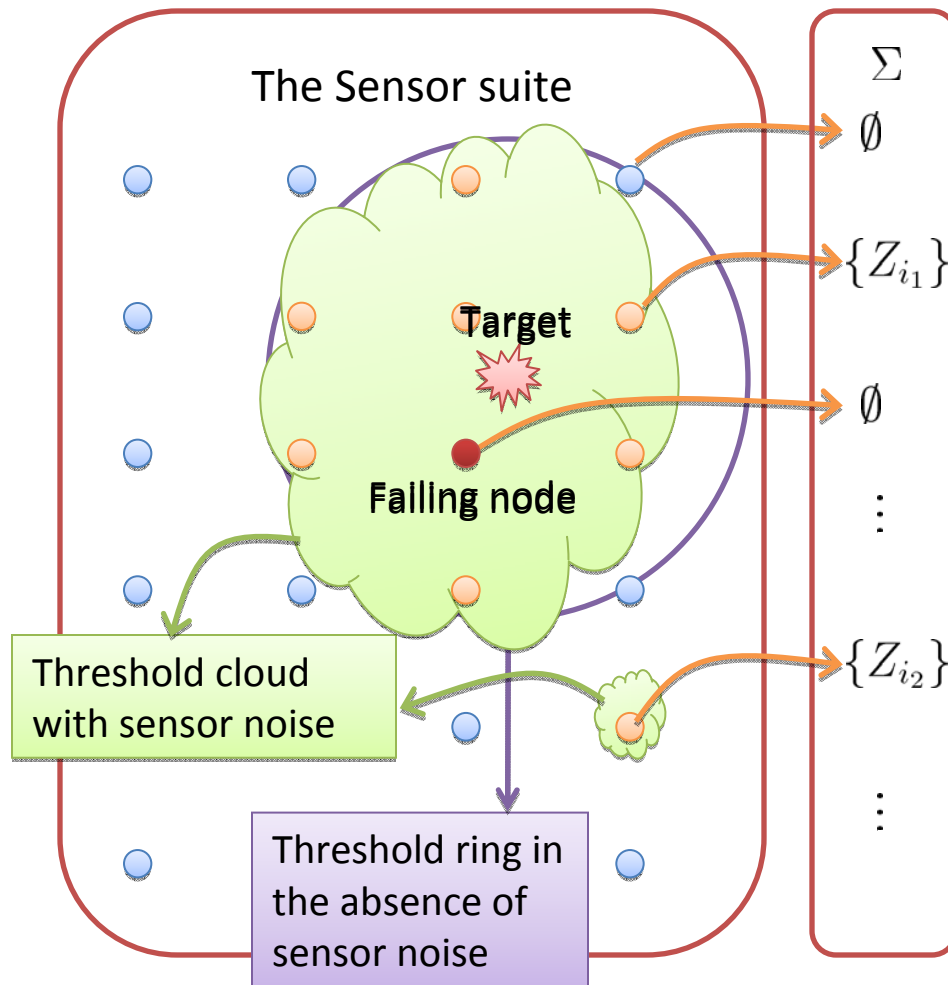 The Sensor suite
Σ
∅
{Z_{i_1}}
Target
∅
Failing node
⋮
Threshold cloud
with sensor noise
{Z_{i_2}}
⋮
Threshold ring in
the absence of
sensor noise